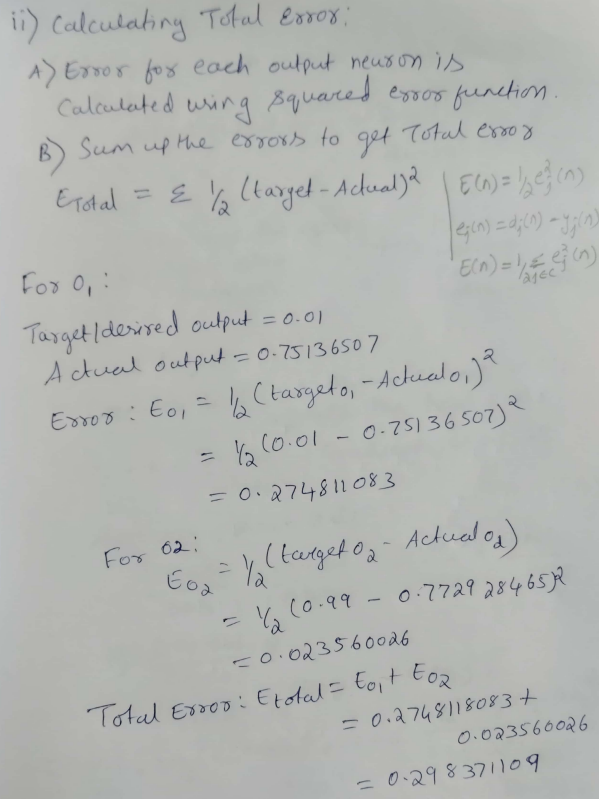 ii) Calculating Total Error:
A) Error for each output neuron is
Calculated using squared error function.
B) Sum up the errors to get Total error
E_Total = Σ 1/2 (target - Actual)²
E(n) = 1/2 e_j²(n)
e_j(n) = d_j(n) - y_j(n)
E(n) = 1/2 Σ_{j∈C} e_j²(n)
For O₁:
Target/desired output = 0.01
Actual output = 0.75136507
Error : E_O₁ = 1/2 (target_O₁ - Actual_O₁)²
= 1/2 (0.01 - 0.75136507)²
= 0.274811083
For O2:
E_O₂ = 1/2 (target_O₂ - Actual_O₂)
= 1/2 (0.99 - 0.772928465)²
= 0.023560026
Total Error: E_total = E_O₁ + E_O₂
= 0.2748118083 +
0.023560026
= 0.298371109